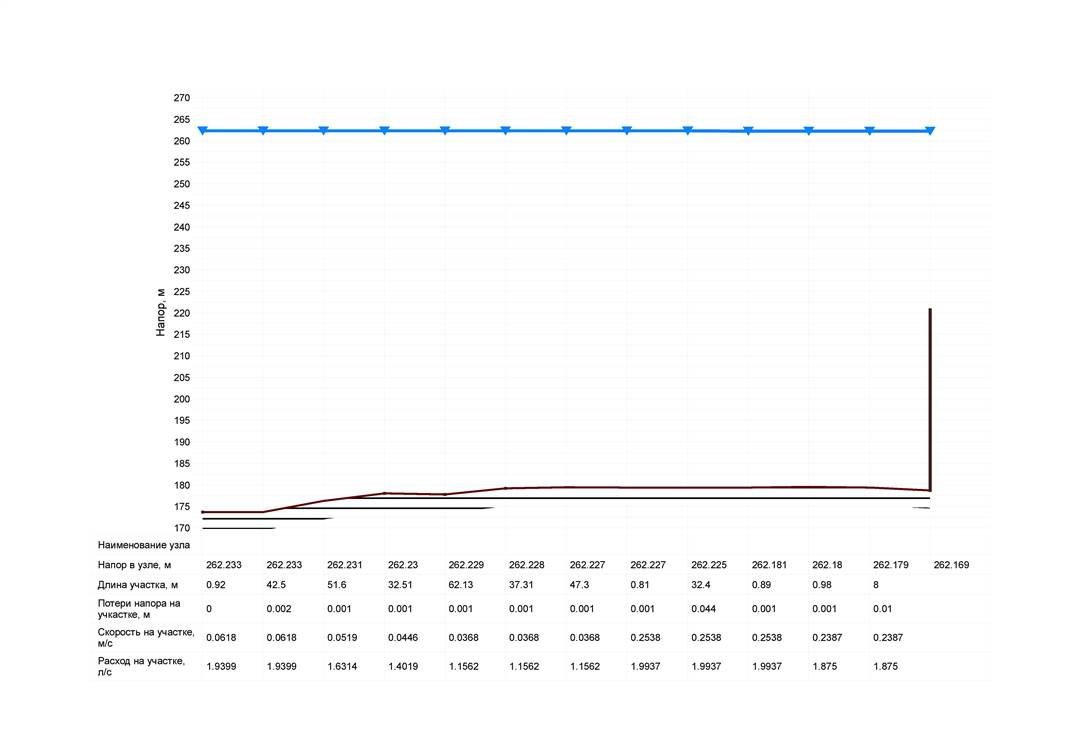 270
265
260
255
250
245
240
235
230
225
220
215
210
205
200
195
190
185
180
175
170
Напор, м
Наименование узла
Напор в узле, м 262.233 262.233 262.231 262.23 262.229 262.228 262.227 262.227 262.225 262.181 262.18 262.179 262.169
Длина участка, м 0.92 42.5 51.6 32.51 62.13 37.31 47.3 0.81 32.4 0.89 0.98 8
Потери напора на
учкастке, м 0 0.002 0.001 0.001 0.001 0.001 0.001 0.001 0.044 0.001 0.001 0.01
Скорость на участке,
м/с 0.0618 0.0618 0.0519 0.0446 0.0368 0.0368 0.0368 0.2538 0.2538 0.2538 0.2387 0.2387
Расход на участке,
л/с 1.9399 1.9399 1.6314 1.4019 1.1562 1.1562 1.1562 1.9937 1.9937 1.9937 1.875 1.875